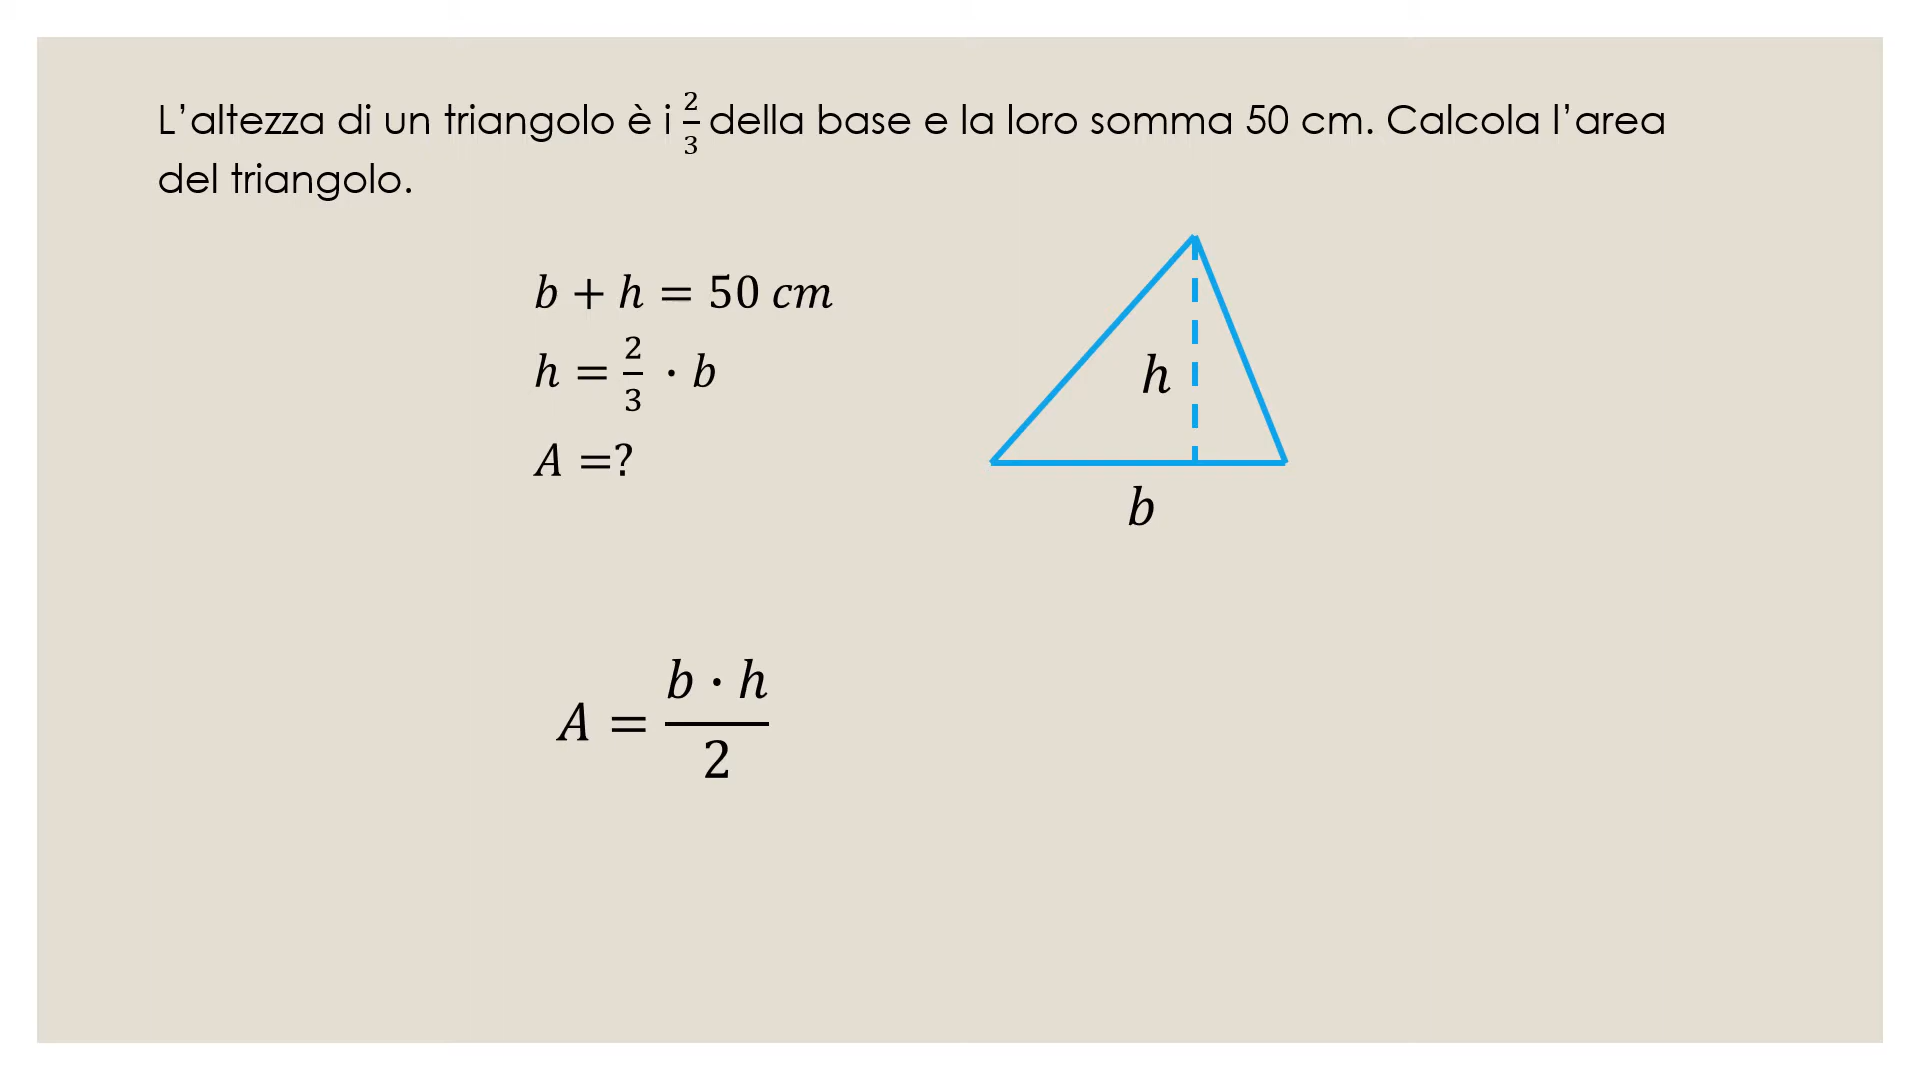 L’altezza di un triangolo è i 2/3 della base e la loro somma 50 cm. Calcola l’area
del triangolo.
b + h = 50 cm
h = 2/3 · b
A =?
h
b
A = b · h / 2